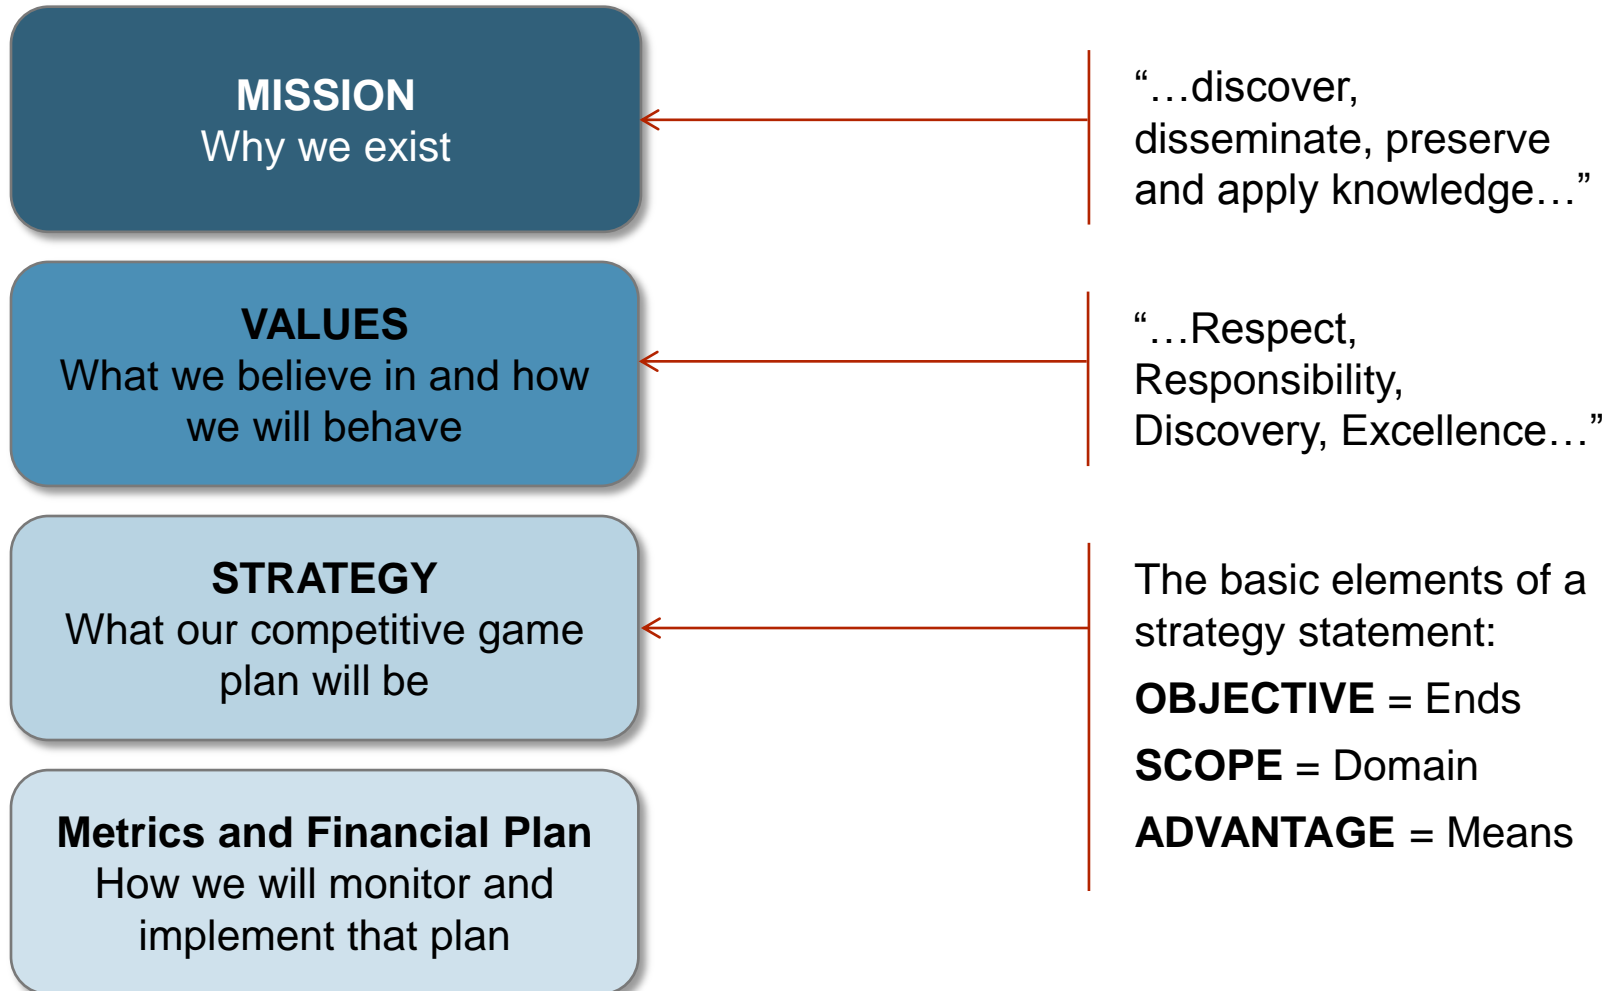 MISSION
Why we exist
“…discover,
disseminate, preserve
and apply knowledge…”
VALUES
What we believe in and how
we will behave
“…Respect,
Responsibility,
Discovery, Excellence…”
STRATEGY
What our competitive game
plan will be
The basic elements of a
strategy statement:
OBJECTIVE = Ends
SCOPE = Domain
ADVANTAGE = Means
Metrics and Financial Plan
How we will monitor and
implement that plan